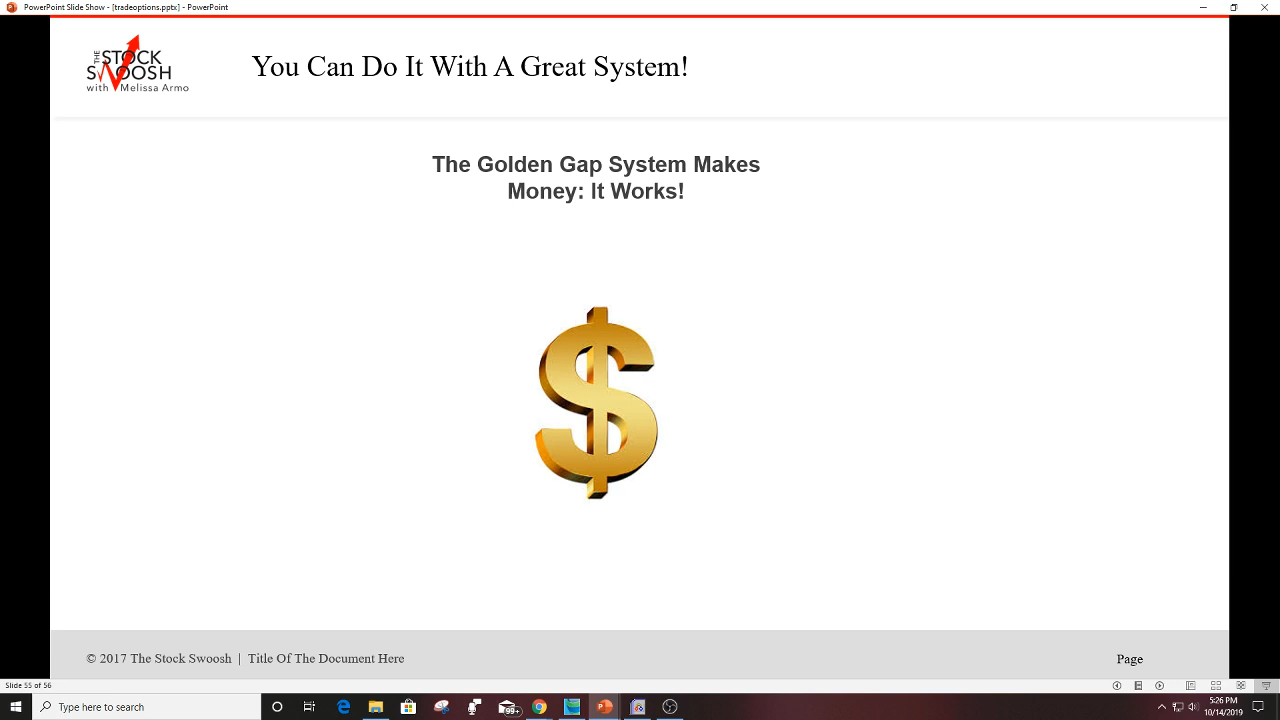 PowerPoint Slide Show - [tradeoptions.pptx] - PowerPoint
THE
STOCK
SWOOSH
with Melissa Armo
You Can Do It With A Great System!
The Golden Gap System Makes
Money: It Works!
$
© 2017 The Stock Swoosh | Title Of The Document Here
Page
Slide 55 of 56
Type here to search
99+
5:26 PM
10/14/2019